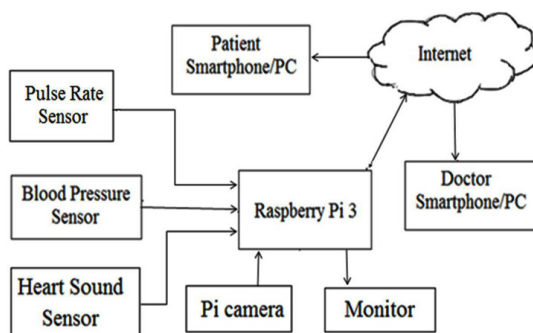 Patient
Smartphone/PC
Internet
Pulse Rate
Sensor
Blood Pressure
Sensor
Raspberry Pi 3
Doctor
Smartphone/PC
Heart Sound
Sensor
Pi camera
Monitor